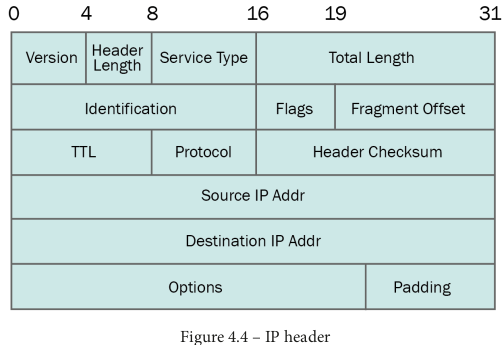 0 4 8 16 19 31
Version Header Length Service Type Total Length
Identification Flags Fragment Offset
TTL Protocol Header Checksum
Source IP Addr
Destination IP Addr
Options Padding
Figure 4.4 – IP header